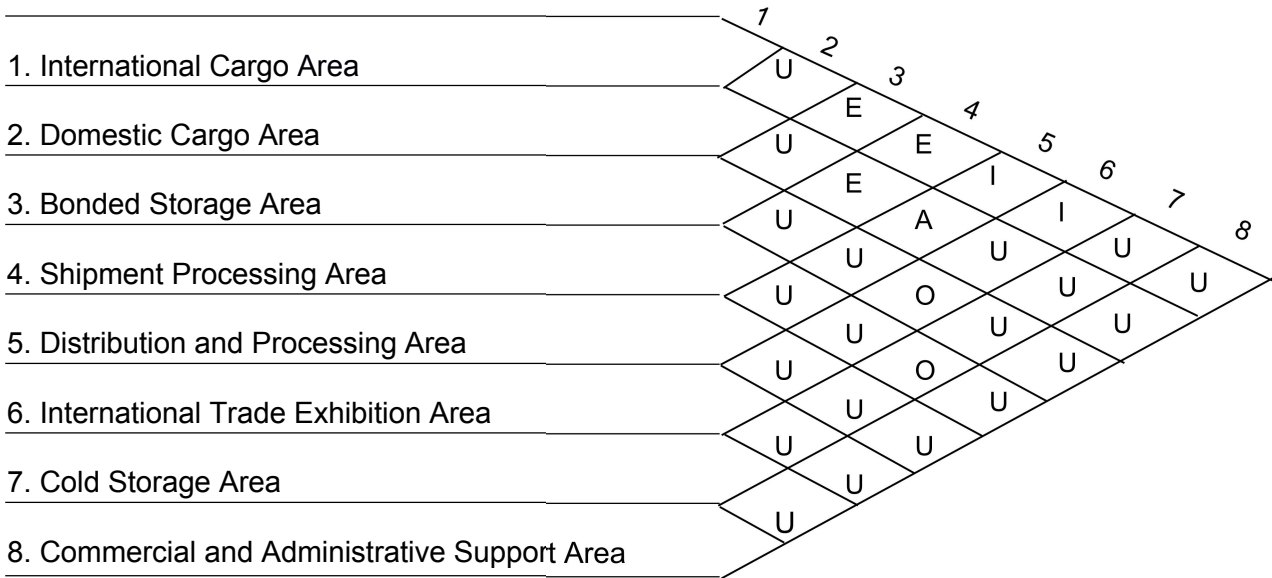 1 2 3 4 5 6 7 8
1. International Cargo Area
U
E E
2. Domestic Cargo Area
U I
E I
3. Bonded Storage Area
U A U
U U U
4. Shipment Processing Area
U O U
U U U
5. Distribution and Processing Area
U O U
U U
6. International Trade Exhibition Area
U U
7. Cold Storage Area
U
U
8. Commercial and Administrative Support Area